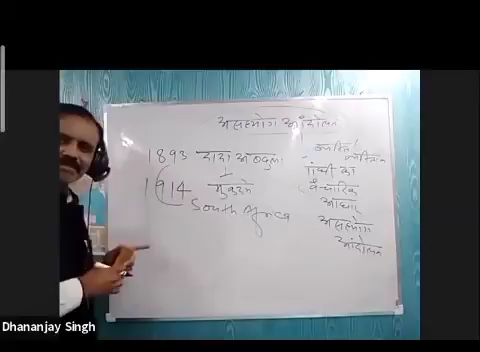 असहयोग आंदोलन
1893 दादा अब्दुला
1914 मुकदमे
South Africa
गांधी का
वैचारिक
आधार
असहयोग
आंदोलन
Dhananjay Singh